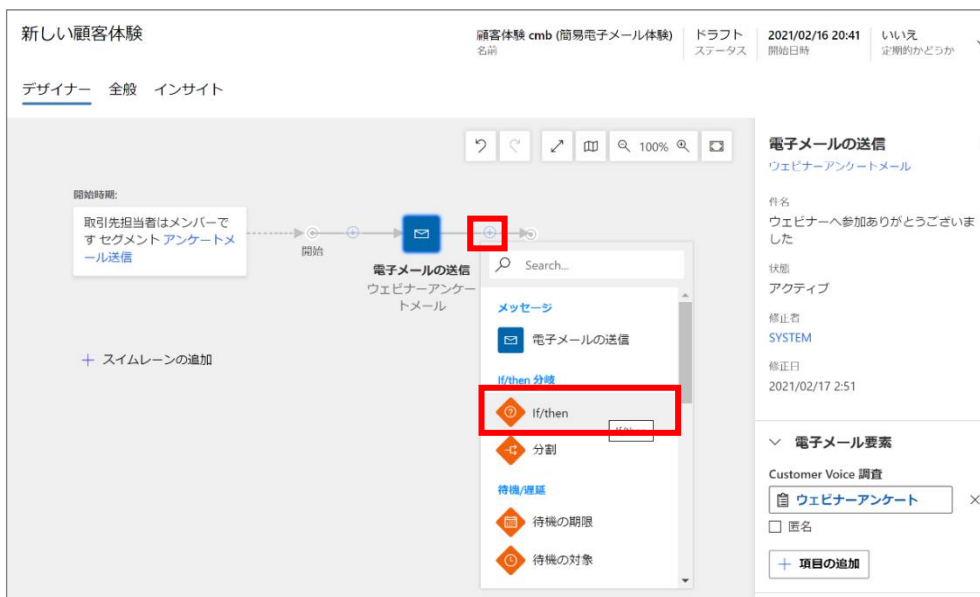 新しい顧客体験
顧客体験 cmb (簡易電子メール体験)
名前
ドラフト
ステータス
2021/02/16 20:41
開始日時
いいえ
定期的かどうか
デザイナー 全般 インサイト
100%
開始時期:
取引先担当者はメンバーで
す セグメント アンケートメ
ール送信
開始
電子メールの送信
ウェビナーアンケー
トメール
+ スイムレーンの追加
Search...
メッセージ
電子メールの送信
If/then 分岐
If/then
分割
待機/遅延
待機の期限
待機の対象
電子メールの送信
ウェビナーアンケートメール
件名
ウェビナーへ参加ありがとうございま
した
状態
アクティブ
修正者
SYSTEM
修正日
2021/02/17 2:51
電子メール要素
Customer Voice 調査
ウェビナーアンケート
匿名
+ 項目の追加